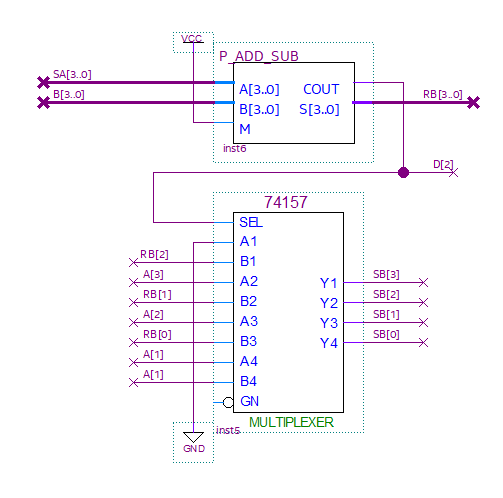 VCC
P_ADD_SUB
SA[3..0]
A[3..0]
COUT
B[3..0]
B[3..0]
S[3..0]
RB[3..0]
M
inst6
D[2]
74157
SEL
A1
RB[2]
B1
A[3]
A2
Y1
SB[3]
RB[1]
B2
Y2
SB[2]
A[2]
A3
Y3
SB[1]
RB[0]
B3
Y4
SB[0]
A[1]
A4
A[1]
B4
GN
inst5
MULTIPLEXER
GND